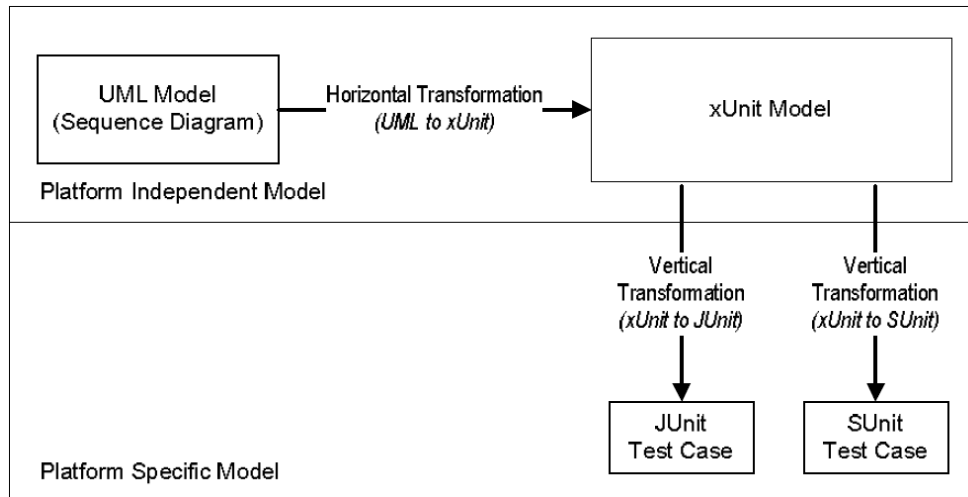 UML Model
(Sequence Diagram)
Horizontal Transformation
(UML to xUnit)
xUnit Model
Platform Independent Model
Vertical
Transformation
(xUnit to JUnit)
Vertical
Transformation
(xUnit to SUnit)
JUnit
Test Case
SUnit
Test Case
Platform Specific Model